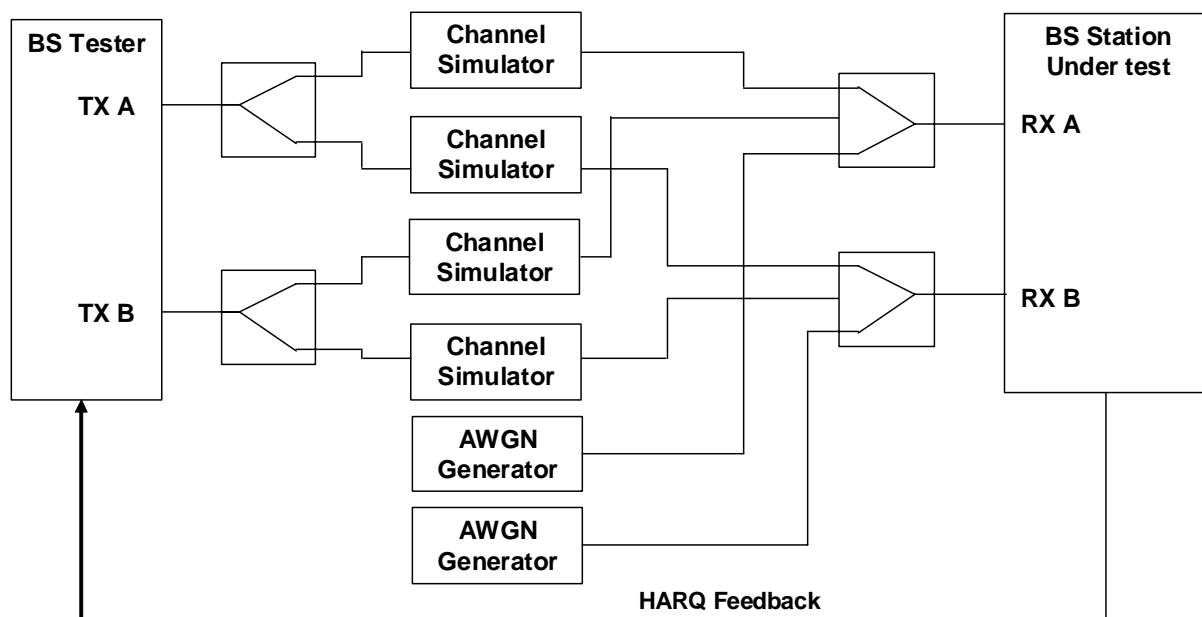 BS Tester
TX A
TX B
Channel
Simulator
Channel
Simulator
Channel
Simulator
Channel
Simulator
AWGN
Generator
AWGN
Generator
BS Station
Under test
RX A
RX B
HARQ Feedback